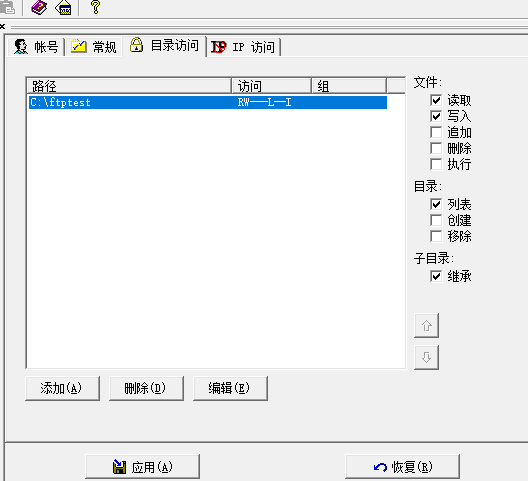 帐号 常规 目录访问 IP 访问
路径 访问 组
C:\ftptest RW---L--I
文件:
读取
写入
追加
删除
执行
目录:
列表
创建
移除
子目录:
继承
添加(A) 删除(D) 编辑(E)
应用(A) 恢复(R)